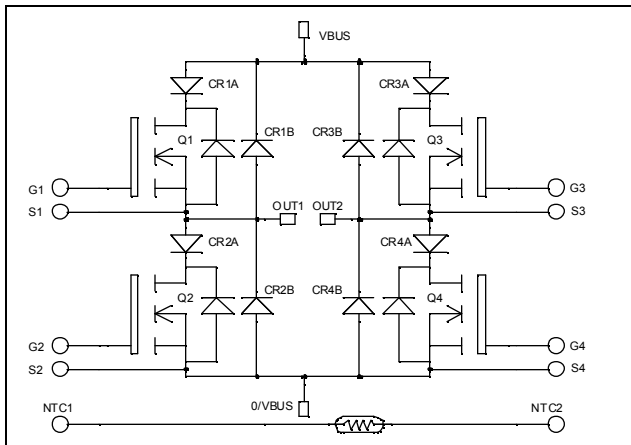 VBUS
CR1A CR3A
Q1 CR1B CR3B Q3
G1 G3
S1 OUT1 OUT2 S3
CR2A CR4A
Q2 CR2B CR4B Q4
G2 G4
S2 S4
0/VBUS
NTC1 NTC2